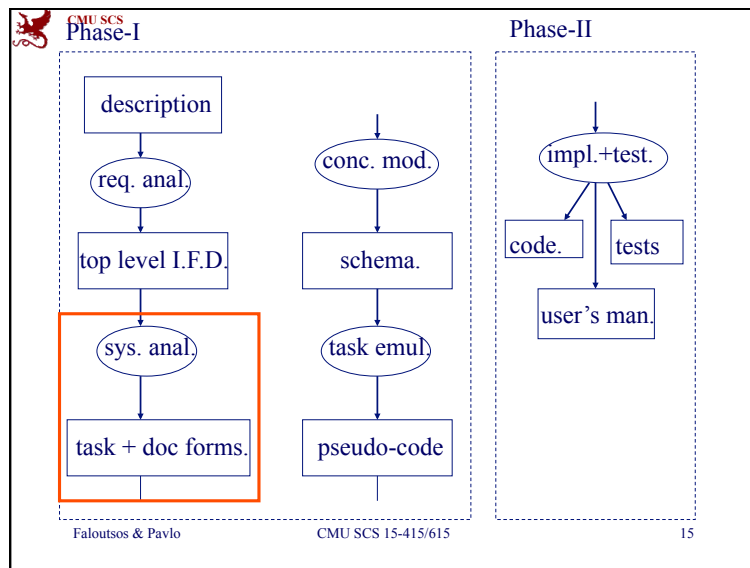 CMU SCS
Phase-I
Phase-II
description
req. anal.
top level I.F.D.
sys. anal.
task + doc forms.
conc. mod.
schema.
task emul.
pseudo-code
impl.+test.
code.
tests
user’s man.
Faloutsos & Pavlo
CMU SCS 15-415/615
15